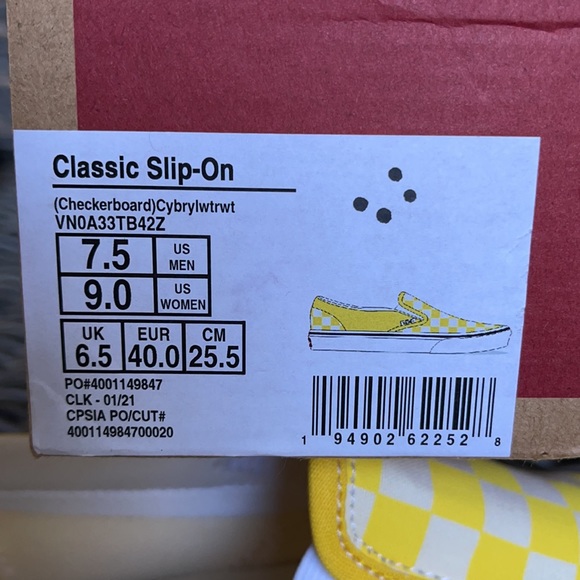 Classic Slip-On
(Checkerboard)Cybrylwtrwt
VN0A33TB42Z
7.5 US MEN
9.0 US WOMEN
UK EUR CM
6.5 40.0 25.5
PO#4001149847
CLK - 01/21
CPSIA PO/CUT#
400114984700020
1 94902 62252 8